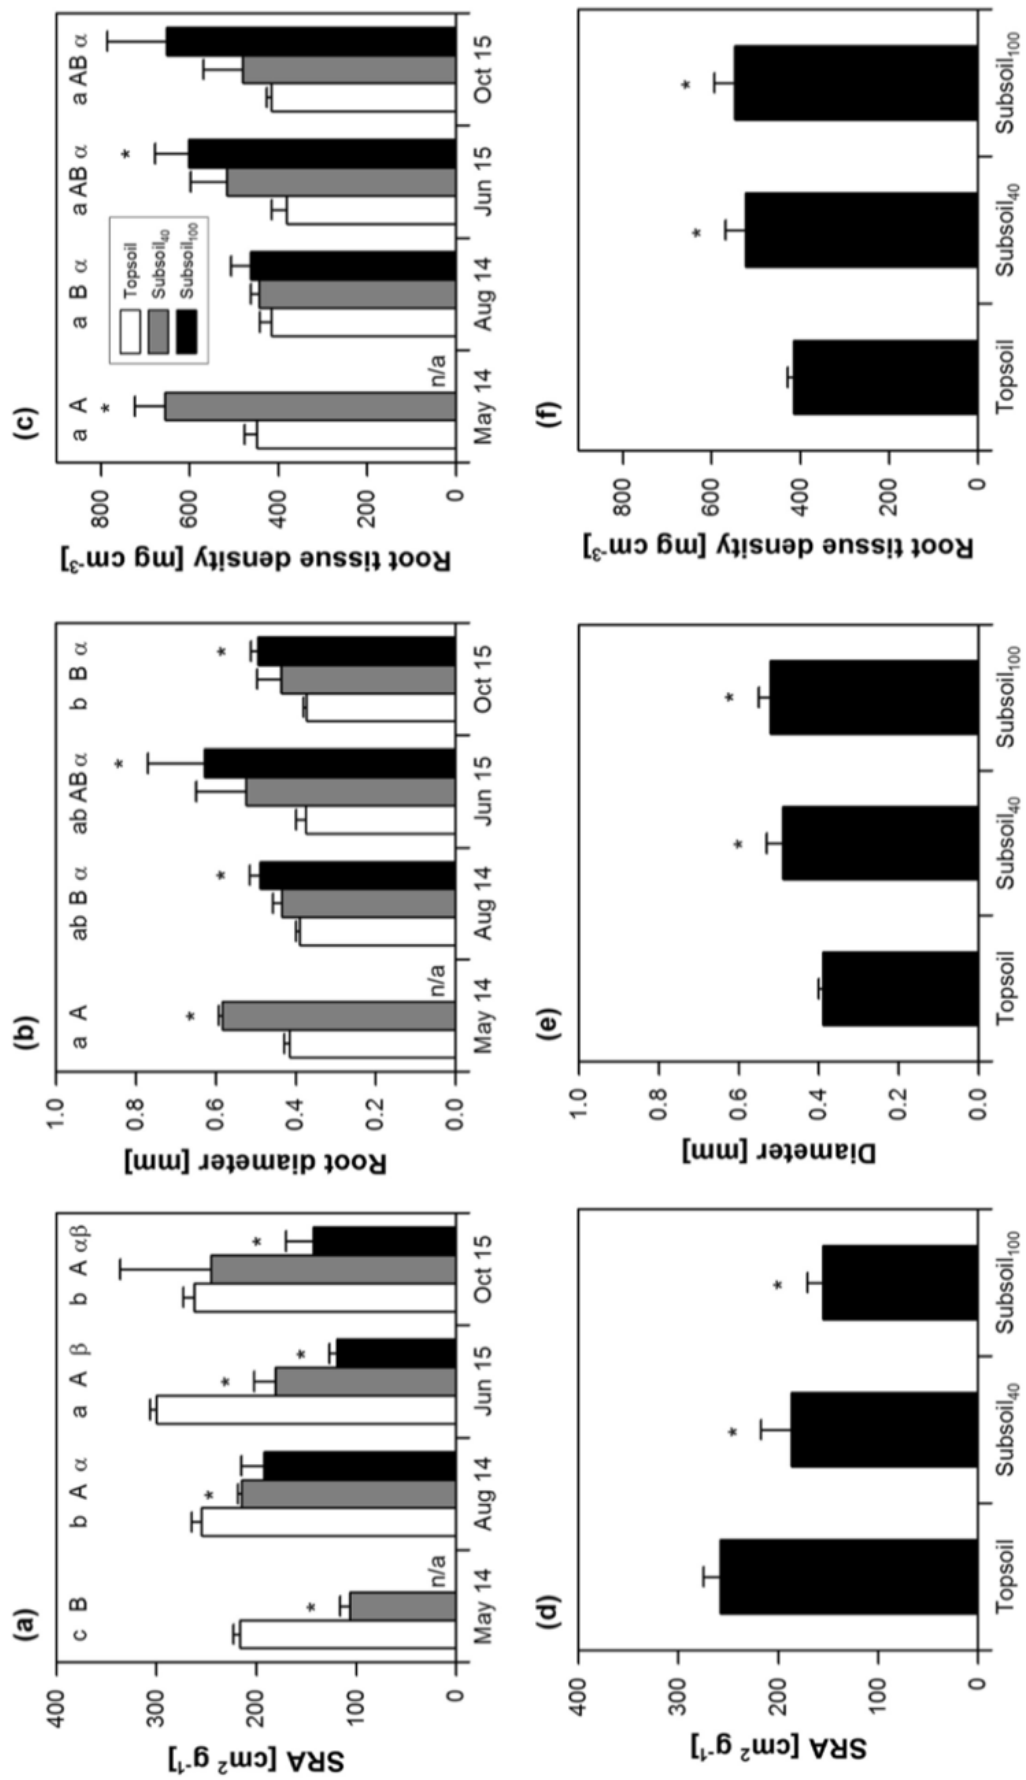 (a)
c B
b A α
a A β
b A αβ
SRA [cm² g⁻¹]
400
300
200
100
0
*
*
*
*
*
n/a
May 14
Aug 14
Jun 15
Oct 15
(b)
a A
ab B α
ab AB α
b B α
Root diameter [mm]
1.0
0.8
0.6
0.4
0.2
0.0
*
*
*
*
n/a
May 14
Aug 14
Jun 15
Oct 15
(c)
a A
a B α
a AB α
a AB α
Root tissue density [mg cm⁻³]
800
600
400
200
0
*
*
Topsoil
Subsoil₄₀
Subsoil₁₀₀
n/a
May 14
Aug 14
Jun 15
Oct 15
(d)
SRA [cm² g⁻¹]
400
300
200
100
0
*
*
Topsoil
Subsoil₄₀
Subsoil₁₀₀
(e)
Diameter [mm]
1.0
0.8
0.6
0.4
0.2
0.0
*
*
Topsoil
Subsoil₄₀
Subsoil₁₀₀
(f)
Root tissue density [mg cm⁻³]
800
600
400
200
0
*
*
Topsoil
Subsoil₄₀
Subsoil₁₀₀